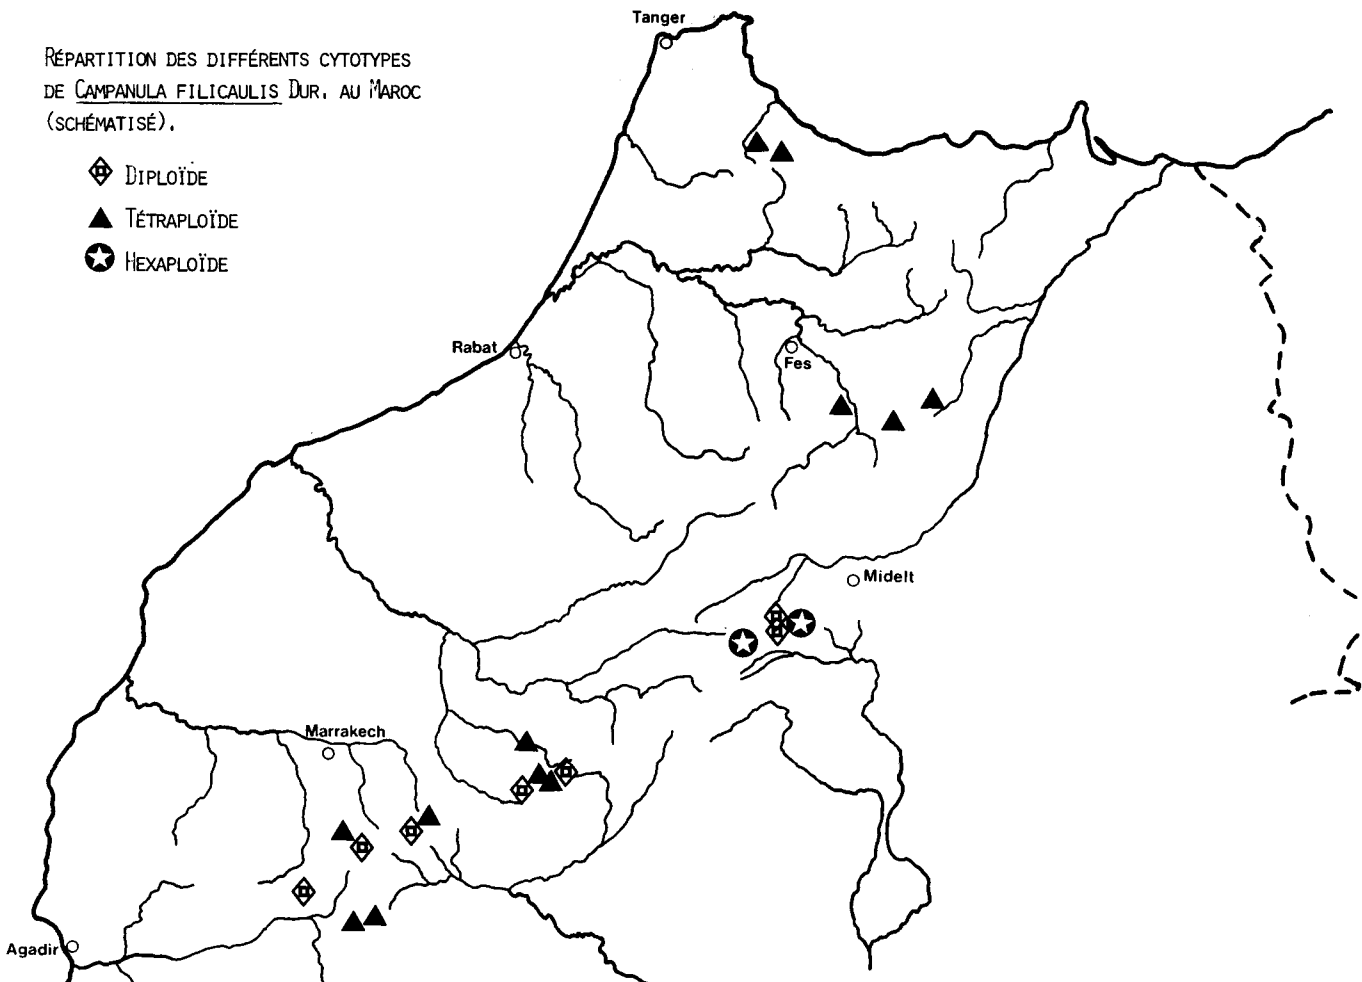 RÉPARTITION DES DIFFÉRENTS CYTOTYPES
DE CAMPANULA FILICAULIS DUR. AU MAROC
(SCHÉMATISÉ).
DIPLOÏDE
TÉTRAPLOÏDE
HEXAPLOÏDE
Tanger
Rabat
Fes
Midelt
Marrakech
Agadir